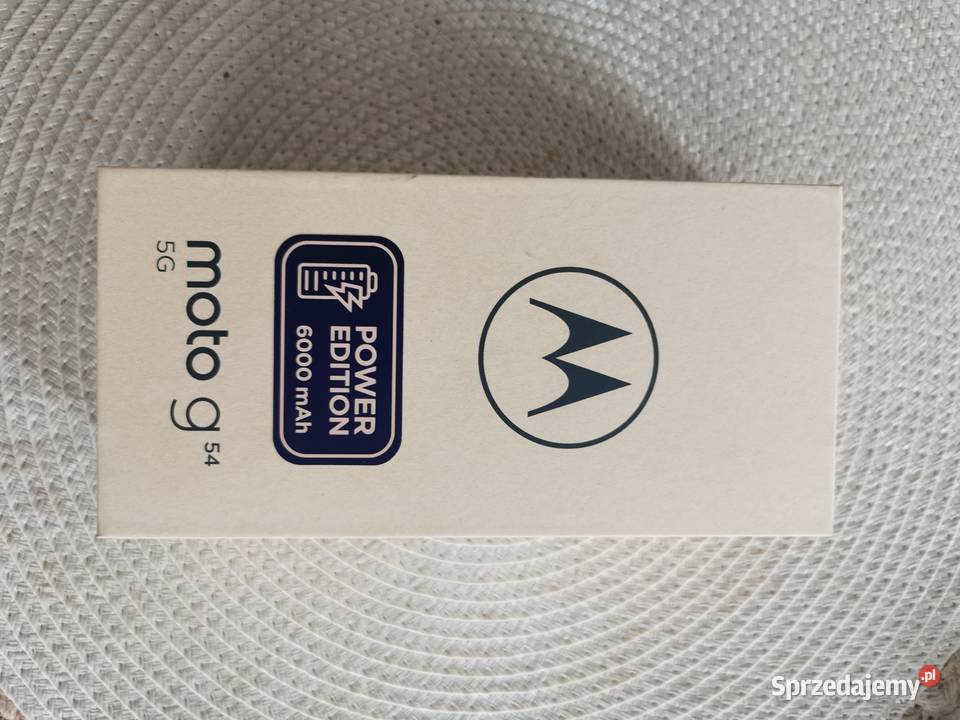 POWER
EDITION
6000 mAh
moto g 54
5G
Sprzedajemy.pl